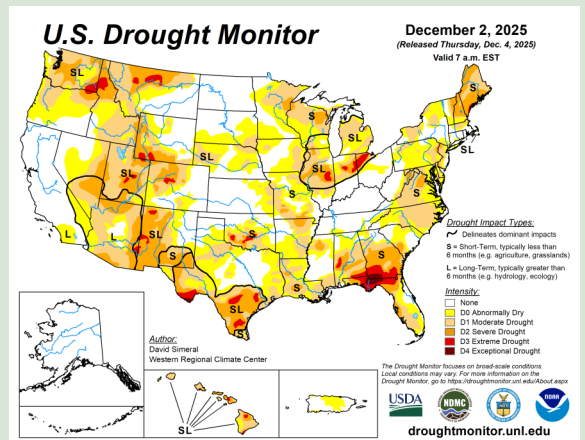 U.S. Drought Monitor
December 2, 2025
(Released Thursday, Dec. 4, 2025)
Valid 7 a.m. EST
SL
S
S
SL
SL
SL
SL
S
S
SL
L
L
SL
S
S
S
S
SL
S
Drought Impact Types:
Delineates dominant impacts
S = Short-Term, typically less than
6 months (e.g. agriculture, grasslands)
L = Long-Term, typically greater than
6 months (e.g. hydrology, ecology)
Intensity:
None
D0 Abnormally Dry
D1 Moderate Drought
D2 Severe Drought
D3 Extreme Drought
D4 Exceptional Drought
Author:
David Simeral
Western Regional Climate Center
SL
The Drought Monitor focuses on broad-scale conditions.
Local conditions may vary. For more information on the
Drought Monitor, go to https://droughtmonitor.unl.edu/About.aspx
USDA
NDMC
NOAA
droughtmonitor.unl.edu